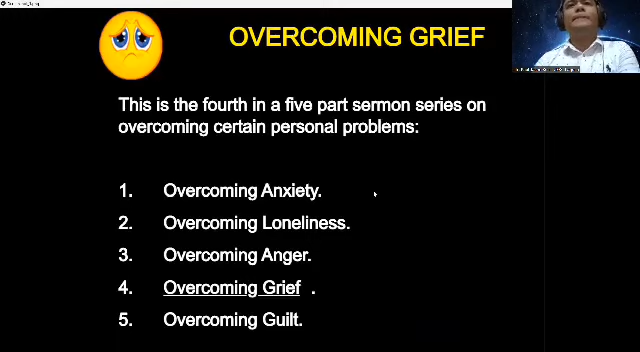 OVERCOMING GRIEF
This is the fourth in a five part sermon series on
overcoming certain personal problems:
1. Overcoming Anxiety.
2. Overcoming Loneliness.
3. Overcoming Anger.
4. Overcoming Grief .
5. Overcoming Guilt.